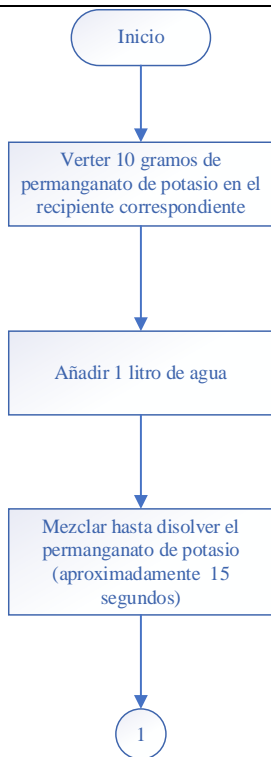 Inicio
Verter 10 gramos de
permanganato de potasio en el
recipiente correspondiente
Añadir 1 litro de agua
Mezclar hasta disolver el
permanganato de potasio
(aproximadamente 15
segundos)
1